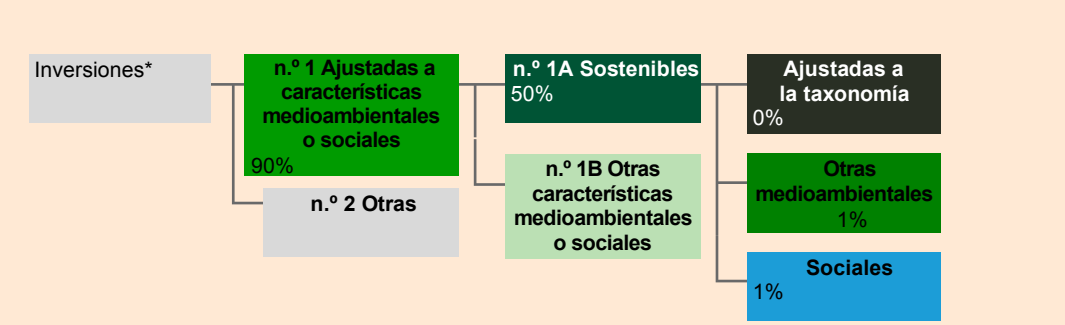 Inversiones*
n.º 1 Ajustadas a
características
medioambientales
o sociales
90%
n.º 2 Otras
n.º 1A Sostenibles
50%
n.º 1B Otras
características
medioambientales
o sociales
Ajustadas a
la taxonomía
0%
Otras
medioambientales
1%
Sociales
1%